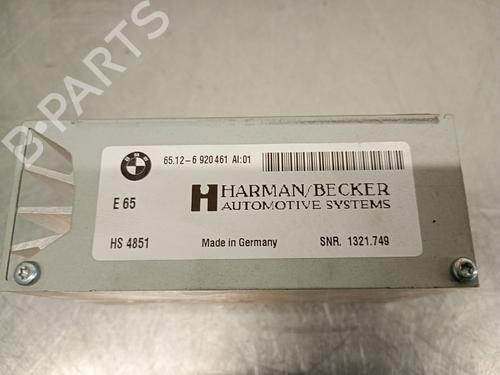 B-PARTS
BMW
65.12-6 920 461 AI:01
E 65
HARMAN/BECKER
AUTOMOTIVE SYSTEMS
HS 4851
Made in Germany
SNR. 1321.749